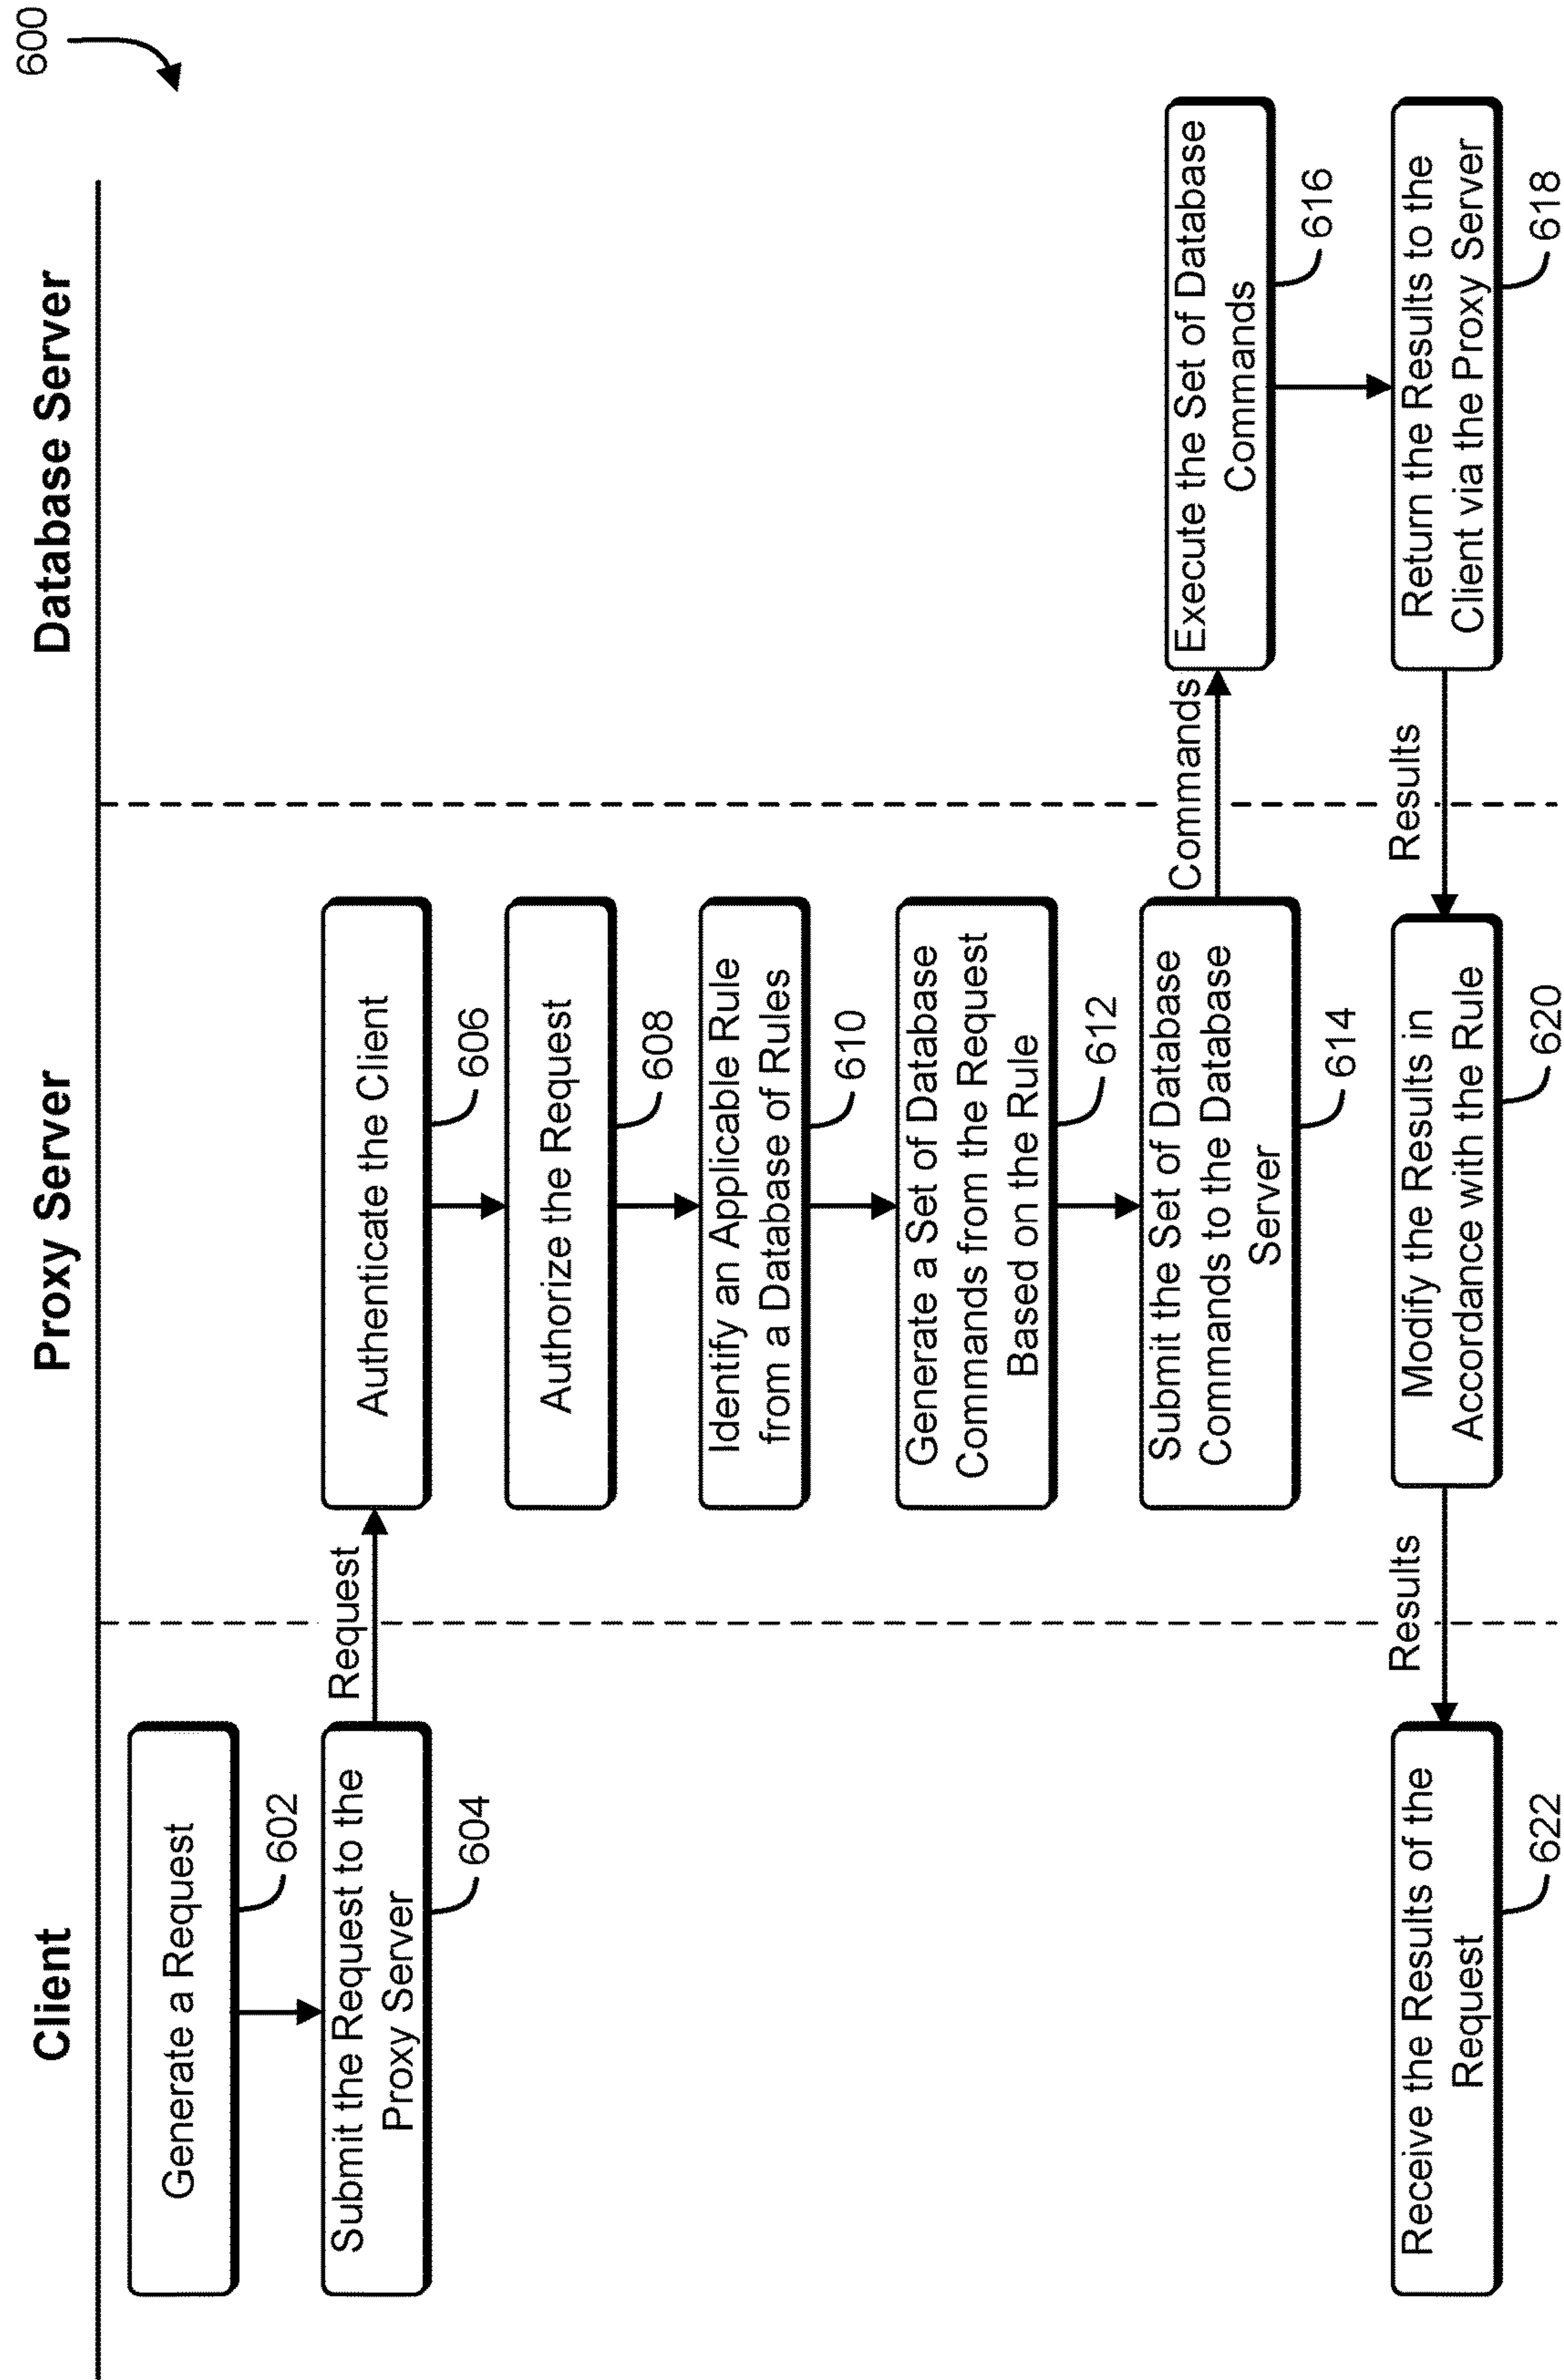 600
Client
Proxy Server
Database Server
Generate a Request
602
Submit the Request to the
Proxy Server
604
Request
Authenticate the Client
606
Authorize the Request
608
Identify an Applicable Rule
from a Database of Rules
610
Generate a Set of Database
Commands from the Request
Based on the Rule
612
Submit the Set of Database
Commands to the Database
Server
614
Commands
Execute the Set of Database
Commands
616
Return the Results to the
Client via the Proxy Server
618
Results
Modify the Results in
Accordance with the Rule
620
Results
Receive the Results of the
Request
622